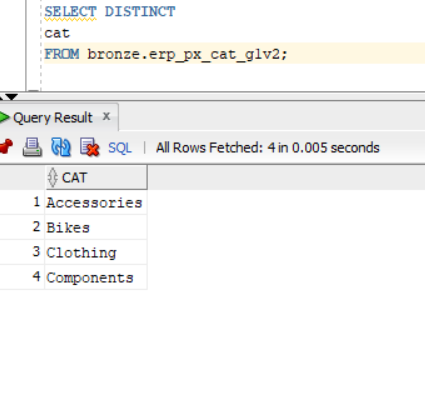 SELECT DISTINCT
cat
FROM bronze.erp_px_cat_g1v2;
Query Result x
SQL | All Rows Fetched: 4 in 0.005 seconds
CAT
1 Accessories
2 Bikes
3 Clothing
4 Components